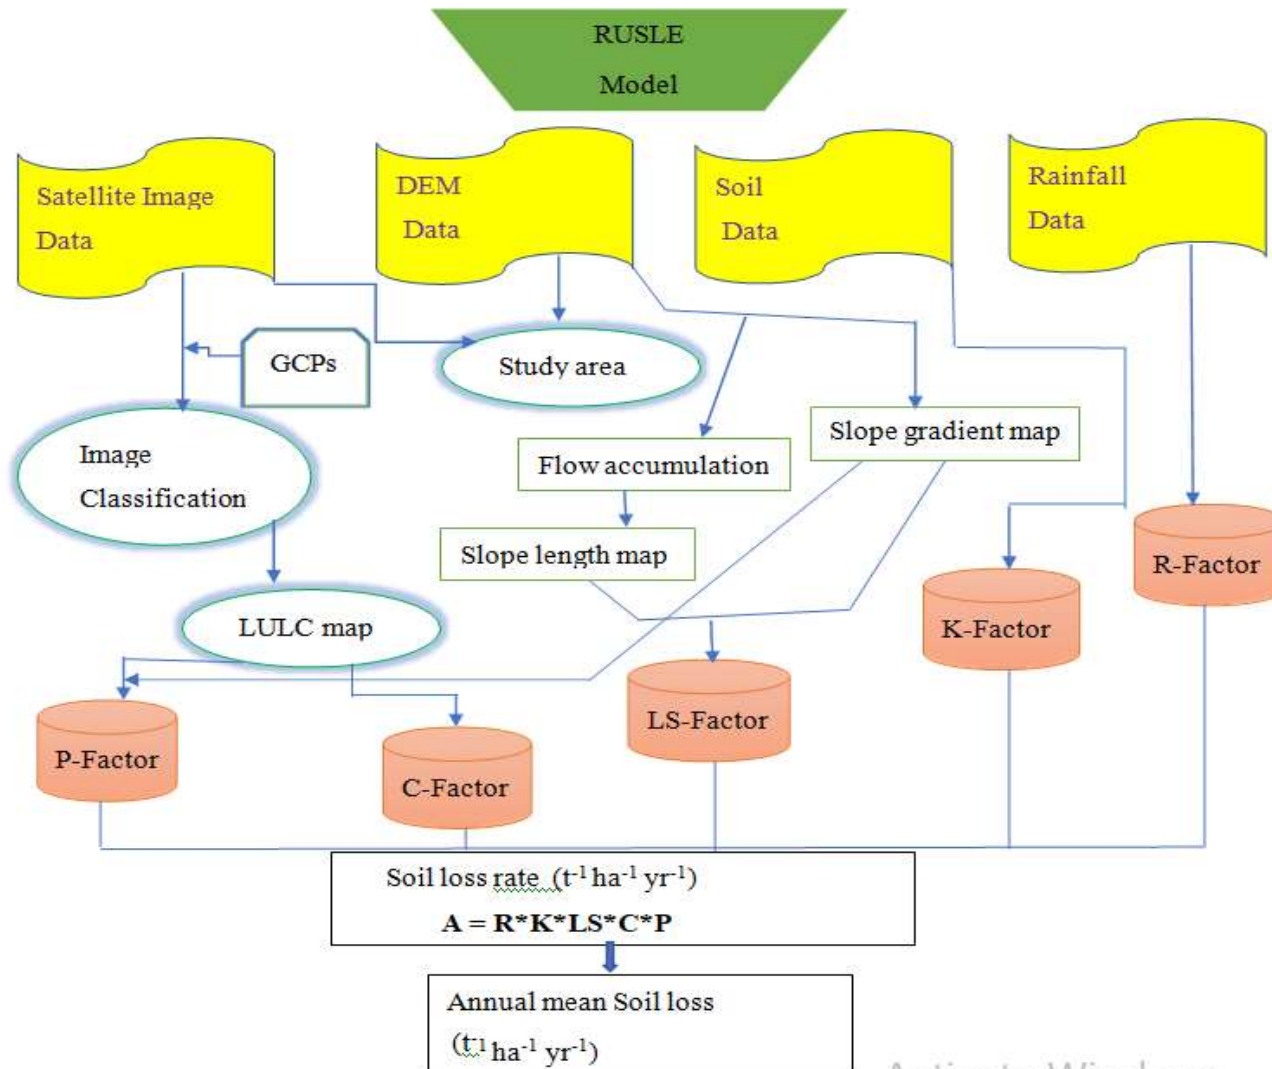 RUSLE
Model
Satellite Image
Data
DEM
Data
Soil
Data
Rainfall
Data
GCPs
Study area
Image
Classification
Flow accumulation
Slope gradient map
Slope length map
LULC map
R-Factor
K-Factor
LS-Factor
P-Factor
C-Factor
Soil loss rate (t⁻¹ ha⁻¹ yr⁻¹)
A = R*K*LS*C*P
Annual mean Soil loss
(t⁻¹ ha⁻¹ yr⁻¹)